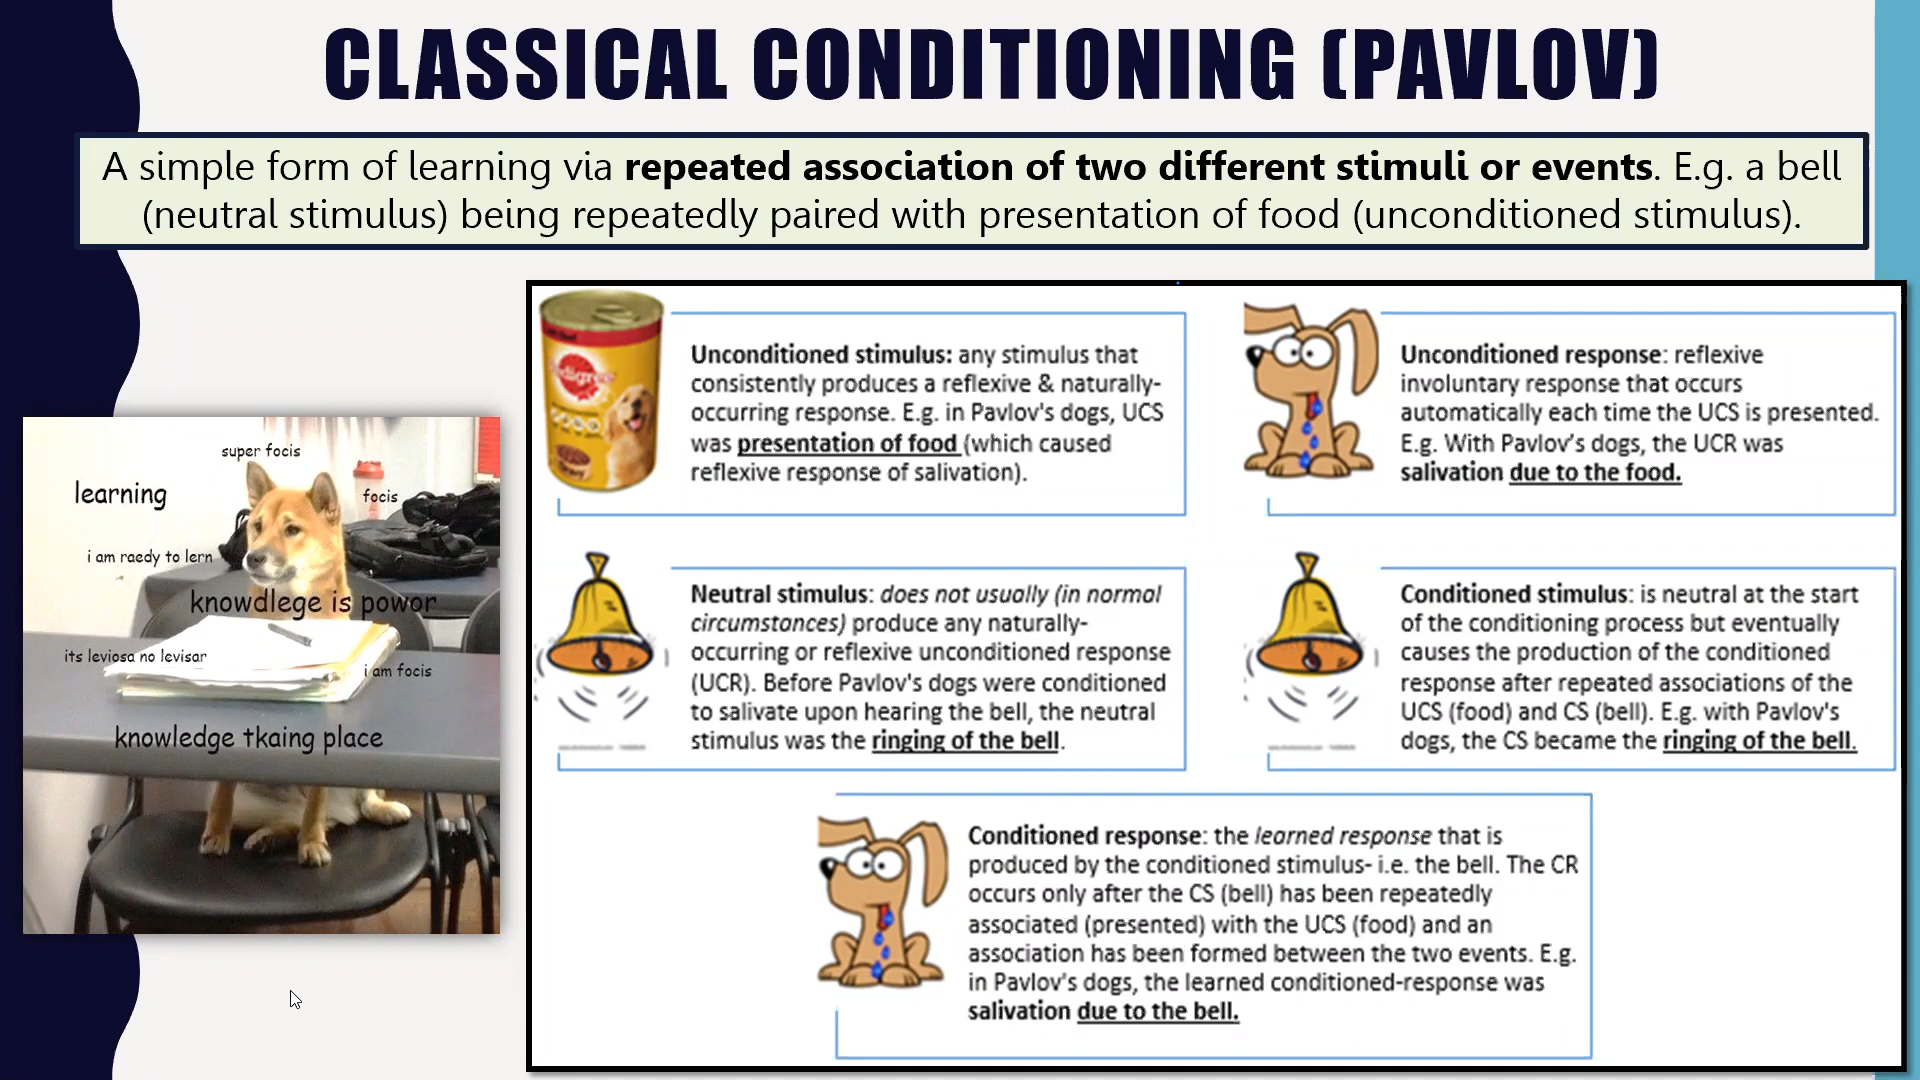 CLASSICAL CONDITIONING (PAVLOV)
A simple form of learning via repeated association of two different stimuli or events. E.g. a bell
(neutral stimulus) being repeatedly paired with presentation of food (unconditioned stimulus).
super focis
learning
focis
i am raedy to lern
knowdlege is powor
its leviosa no levisar
i am focis
knowledge tkaing place
Unconditioned stimulus: any stimulus that
consistently produces a reflexive & naturally-
occurring response. E.g. in Pavlov's dogs, UCS
was presentation of food (which caused
reflexive response of salivation).
Unconditioned response: reflexive
involuntary response that occurs
automatically each time the UCS is presented.
E.g. With Pavlov's dogs, the UCR was
salivation due to the food.
Neutral stimulus: does not usually (in normal
circumstances) produce any naturally-
occurring or reflexive unconditioned response
(UCR). Before Pavlov's dogs were conditioned
to salivate upon hearing the bell, the neutral
stimulus was the ringing of the bell.
Conditioned stimulus: is neutral at the start
of the conditioning process but eventually
causes the production of the conditioned
response after repeated associations of the
UCS (food) and CS (bell). E.g. with Pavlov's
dogs, the CS became the ringing of the bell.
Conditioned response: the learned response that is
produced by the conditioned stimulus- i.e. the bell. The CR
occurs only after the CS (bell) has been repeatedly
associated (presented) with the UCS (food) and an
association has been formed between the two events. E.g.
in Pavlov's dogs, the learned conditioned-response was
salivation due to the bell.